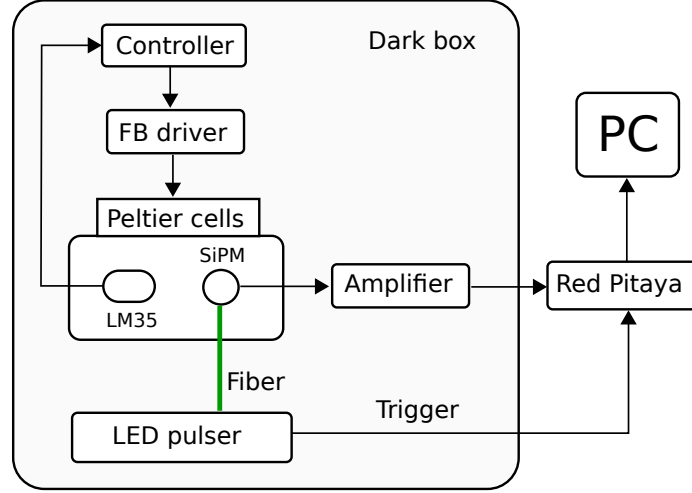 Controller
Dark box
FB driver
PC
Peltier cells
SiPM
LM35
Amplifier
Red Pitaya
Fiber
Trigger
LED pulser